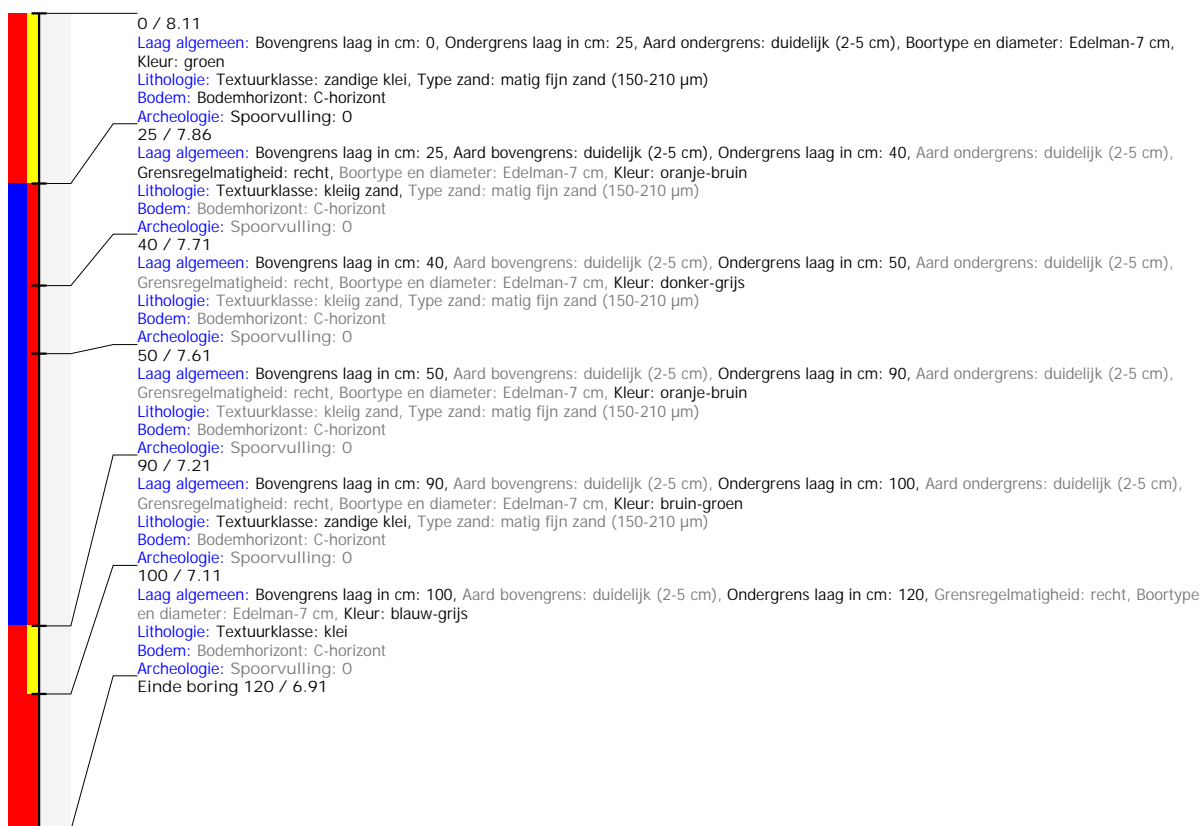 0 / 8.11
Laag algemeen: Bovengrens laag in cm: 0, Ondergrens laag in cm: 25, Aard ondergrens: duidelijk (2-5 cm), Boortype en diameter: Edelman-7 cm,
Kleur: groen
Lithologie: Textuurklasse: zandige klei, Type zand: matig fijn zand (150-210 µm)
Bodem: Bodemhorizont: C-horizont
Archeologie: Spoorvulling: 0
25 / 7.86
Laag algemeen: Bovengrens laag in cm: 25, Aard bovengrens: duidelijk (2-5 cm), Ondergrens laag in cm: 40, Aard ondergrens: duidelijk (2-5 cm),
Grensregelmatigheid: recht, Boortype en diameter: Edelman-7 cm, Kleur: oranje-bruin
Lithologie: Textuurklasse: kleiig zand, Type zand: matig fijn zand (150-210 µm)
Bodem: Bodemhorizont: C-horizont
Archeologie: Spoorvulling: 0
40 / 7.71
Laag algemeen: Bovengrens laag in cm: 40, Aard bovengrens: duidelijk (2-5 cm), Ondergrens laag in cm: 50, Aard ondergrens: duidelijk (2-5 cm),
Grensregelmatigheid: recht, Boortype en diameter: Edelman-7 cm, Kleur: donker-grijs
Lithologie: Textuurklasse: kleiig zand, Type zand: matig fijn zand (150-210 µm)
Bodem: Bodemhorizont: C-horizont
Archeologie: Spoorvulling: 0
50 / 7.61
Laag algemeen: Bovengrens laag in cm: 50, Aard bovengrens: duidelijk (2-5 cm), Ondergrens laag in cm: 90, Aard ondergrens: duidelijk (2-5 cm),
Grensregelmatigheid: recht, Boortype en diameter: Edelman-7 cm, Kleur: oranje-bruin
Lithologie: Textuurklasse: kleiig zand, Type zand: matig fijn zand (150-210 µm)
Bodem: Bodemhorizont: C-horizont
Archeologie: Spoorvulling: 0
90 / 7.21
Laag algemeen: Bovengrens laag in cm: 90, Aard bovengrens: duidelijk (2-5 cm), Ondergrens laag in cm: 100, Aard ondergrens: duidelijk (2-5 cm),
Grensregelmatigheid: recht, Boortype en diameter: Edelman-7 cm, Kleur: bruin-groen
Lithologie: Textuurklasse: zandige klei, Type zand: matig fijn zand (150-210 µm)
Bodem: Bodemhorizont: C-horizont
Archeologie: Spoorvulling: 0
100 / 7.11
Laag algemeen: Bovengrens laag in cm: 100, Aard bovengrens: duidelijk (2-5 cm), Ondergrens laag in cm: 120, Grensregelmatigheid: recht, Boortype
en diameter: Edelman-7 cm, Kleur: blauw-grijs
Lithologie: Textuurklasse: klei
Bodem: Bodemhorizont: C-horizont
Archeologie: Spoorvulling: 0
Einde boring 120 / 6.91